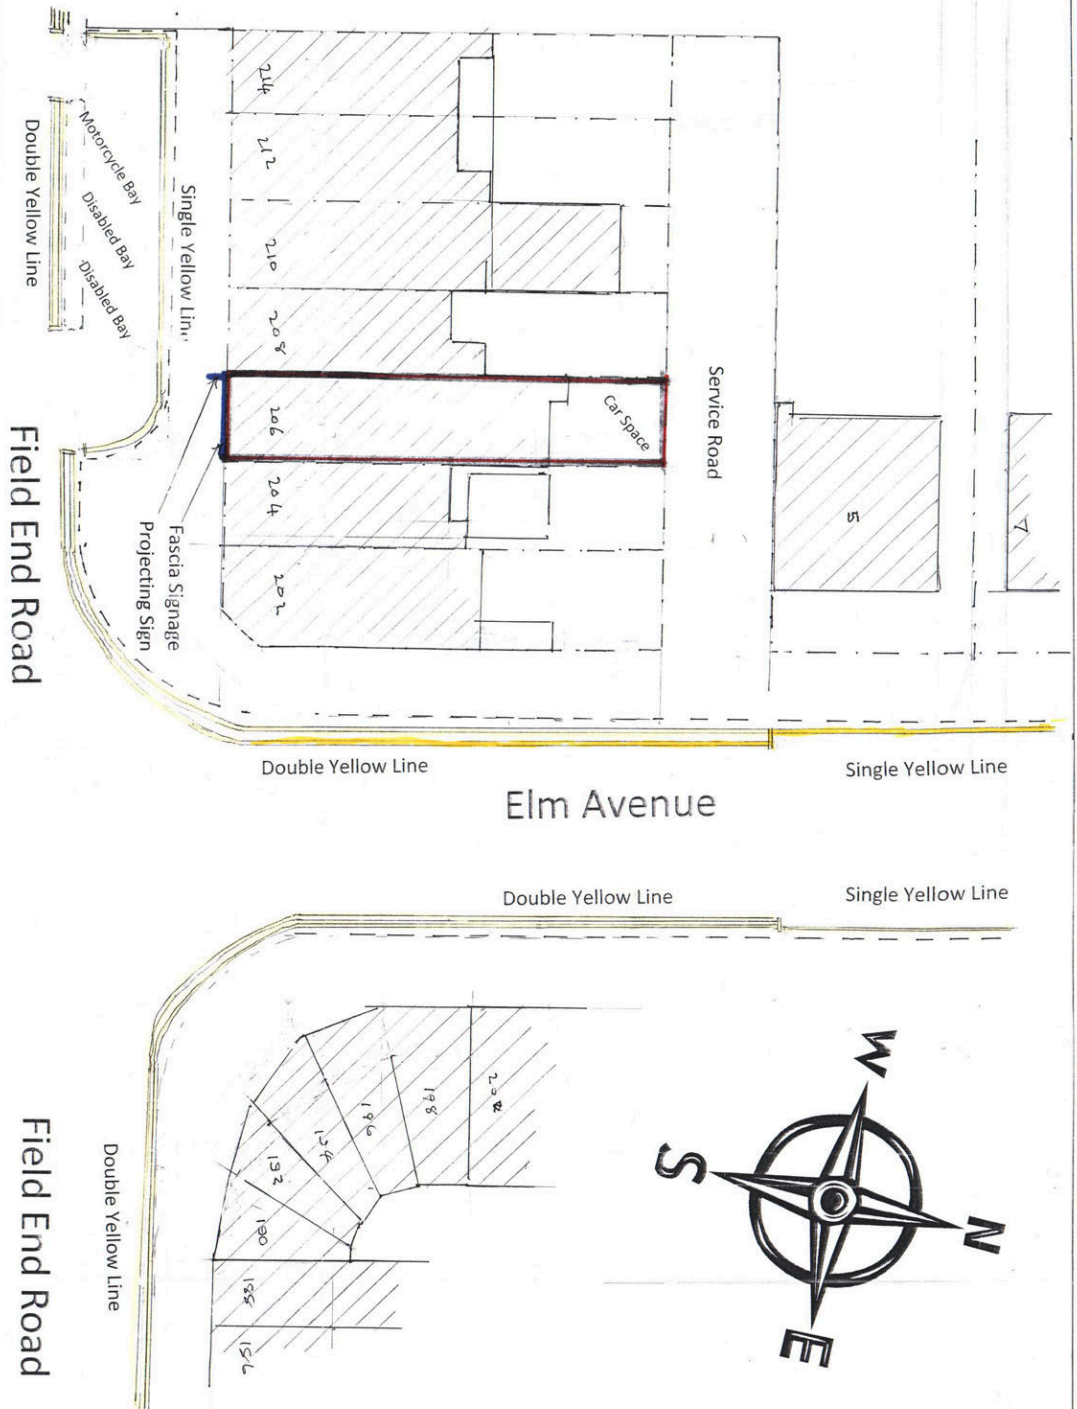 214
212
210
208
206
204
202
Motorcycle Bay
Disabled Bay
Disabled Bay
Double Yellow Line
Single Yellow Line
Car Space
Service Road
5
7
Fascia Signage
Projecting Sign
Field End Road
Double Yellow Line
Single Yellow Line
Elm Avenue
Double Yellow Line
Single Yellow Line
198
196
194
192
190
Double Yellow Line
Field End Road
W
S
N
E